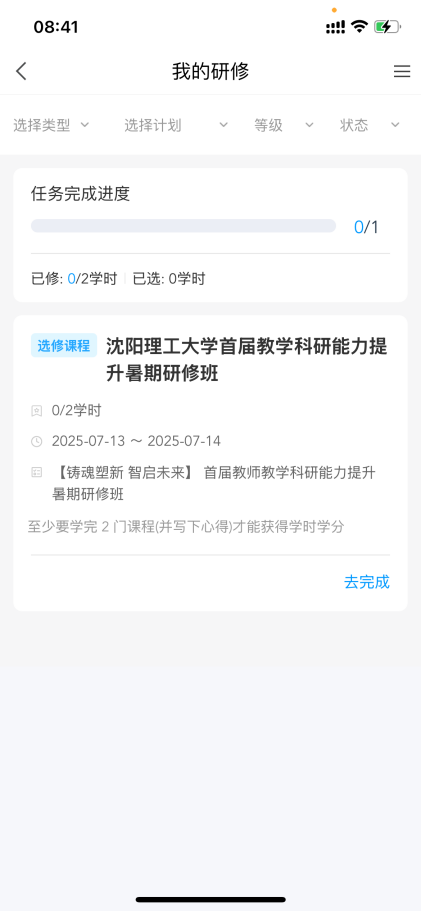 08:41
我的研修
选择类型 选择计划 等级 状态
任务完成进度
0/1
已修: 0/2学时 已选: 0学时
选修课程 沈阳理工大学首届教学科研能力提
升暑期研修班
0/2学时
2025-07-13 ～ 2025-07-14
【铸魂塑新 智启未来】 首届教师教学科研能力提升
暑期研修班
至少要学完 2 门课程(并写下心得)才能获得学时学分
去完成